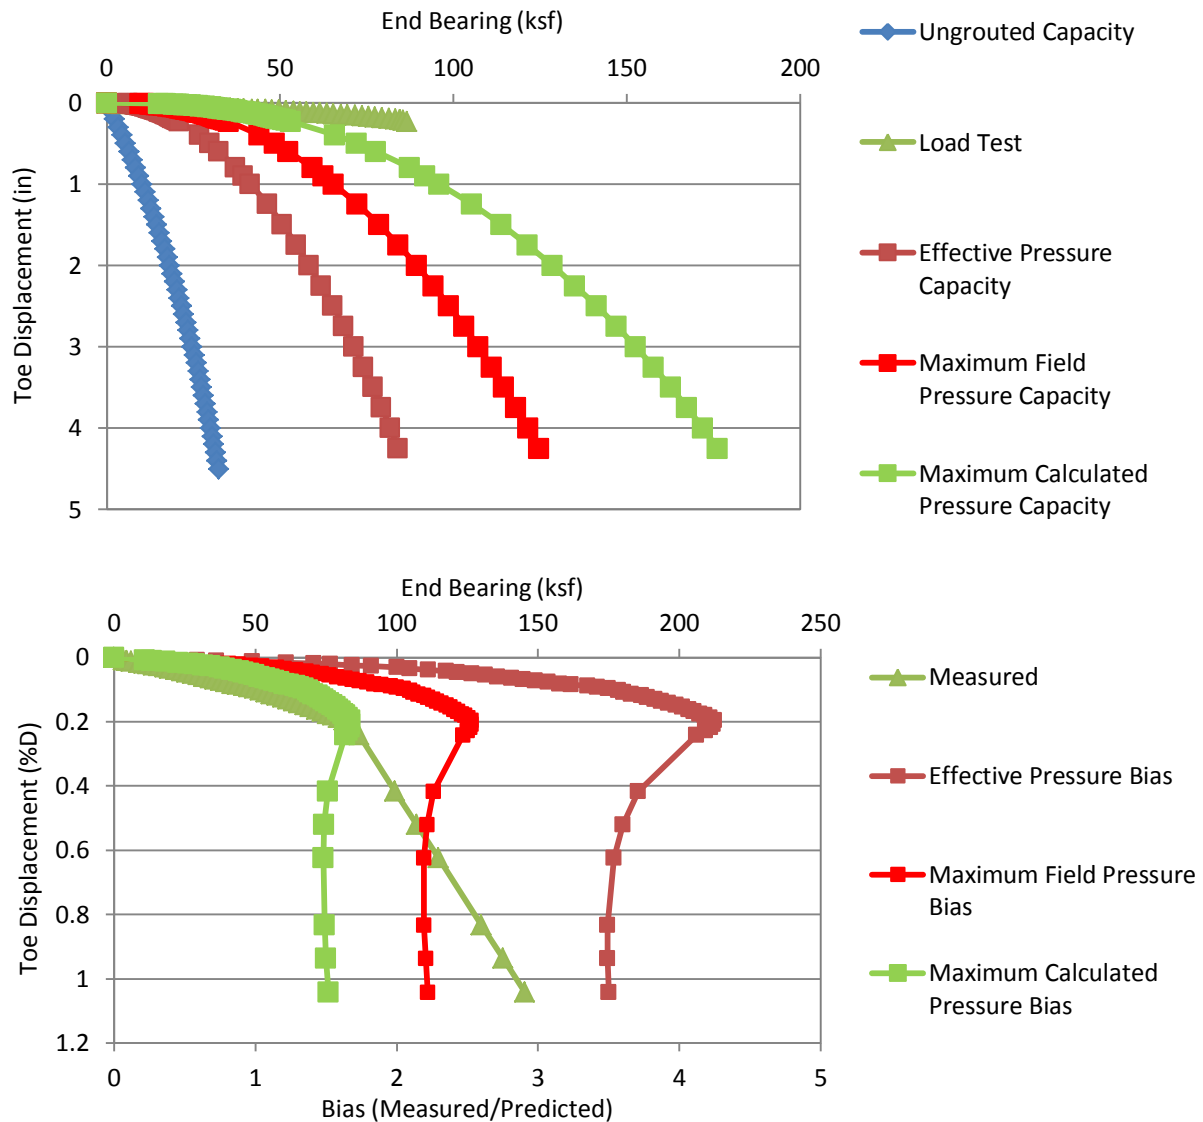 End Bearing (ksf)
0 50 100 150 200
0
1
2
3
4
5
Toe Displacement (in)
Ungrouted Capacity
Load Test
Effective Pressure
Capacity
Maximum Field
Pressure Capacity
Maximum Calculated
Pressure Capacity
End Bearing (ksf)
0 50 100 150 200 250
0
0.2
0.4
0.6
0.8
1
1.2
Toe Displacement (%D)
0 1 2 3 4 5
Bias (Measured/Predicted)
Measured
Effective Pressure Bias
Maximum Field Pressure
Bias
Maximum Calculated
Pressure Bias